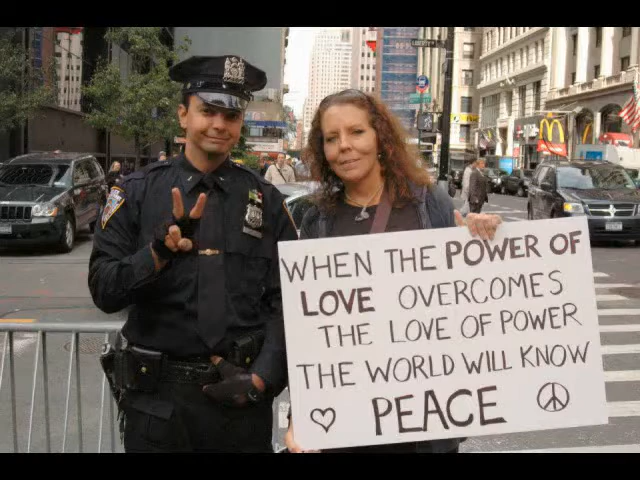 WHEN THE POWER OF
LOVE OVERCOMES
THE LOVE OF POWER
THE WORLD WILL KNOW
PEACE